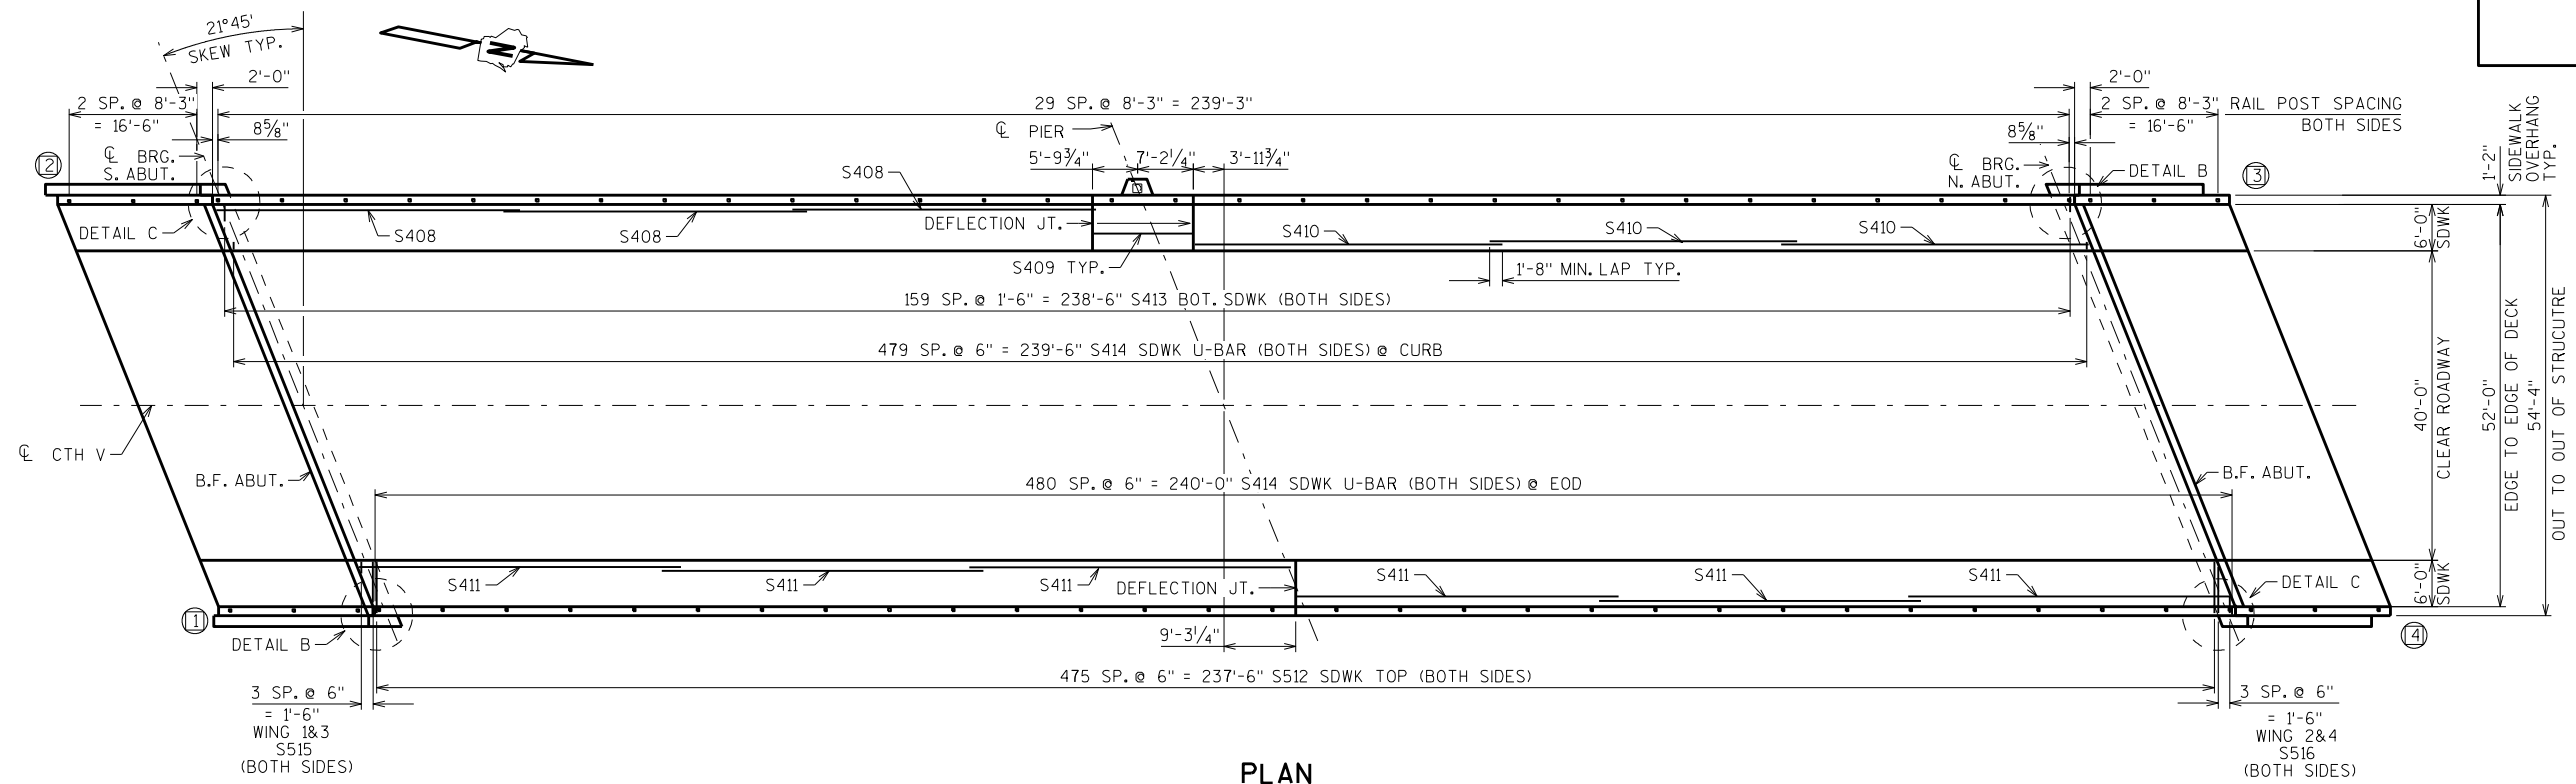 21°45'
SKEW TYP.
N
2'-0"
2 SP. @ 8'-3"
= 16'-6"
8⅝"
29 SP. @ 8'-3" = 239'-3"
℄ PIER
5'-9¾"
7'-2¼"
3'-11¾"
2'-0"
2 SP. @ 8'-3" RAIL POST SPACING
= 16'-6" BOTH SIDES
8⅝"
1'-2"
SIDEWALK
OVERHANG
TYP.
2
℄ BRG.
S. ABUT.
S408
℄ BRG.
N. ABUT.
DETAIL B
3
DETAIL C
S408
S408
DEFLECTION JT.
S409 TYP.
S410
S410
S410
1'-8" MIN. LAP TYP.
6'-0"
SDWK
159 SP. @ 1'-6" = 238'-6" S413 BOT. SDWK (BOTH SIDES)
479 SP. @ 6" = 239'-6" S414 SDWK U-BAR (BOTH SIDES) @ CURB
℄ CTH V
B.F. ABUT.
480 SP. @ 6" = 240'-0" S414 SDWK U-BAR (BOTH SIDES) @ EOD
B.F. ABUT.
40'-0"
CLEAR ROADWAY
52'-0"
EDGE TO EDGE OF DECK
54'-4"
OUT TO OUT OF STRUCUTRE
S411
S411
S411
DEFLECTION JT.
S411
S411
S411
DETAIL C
6'-0"
SDWK
1
DETAIL B
9'-3¼"
4
475 SP. @ 6" = 237'-6" S512 SDWK TOP (BOTH SIDES)
3 SP. @ 6"
= 1'-6"
WING 1&3
S515
(BOTH SIDES)
3 SP. @ 6"
= 1'-6"
WING 2&4
S516
(BOTH SIDES)
PLAN